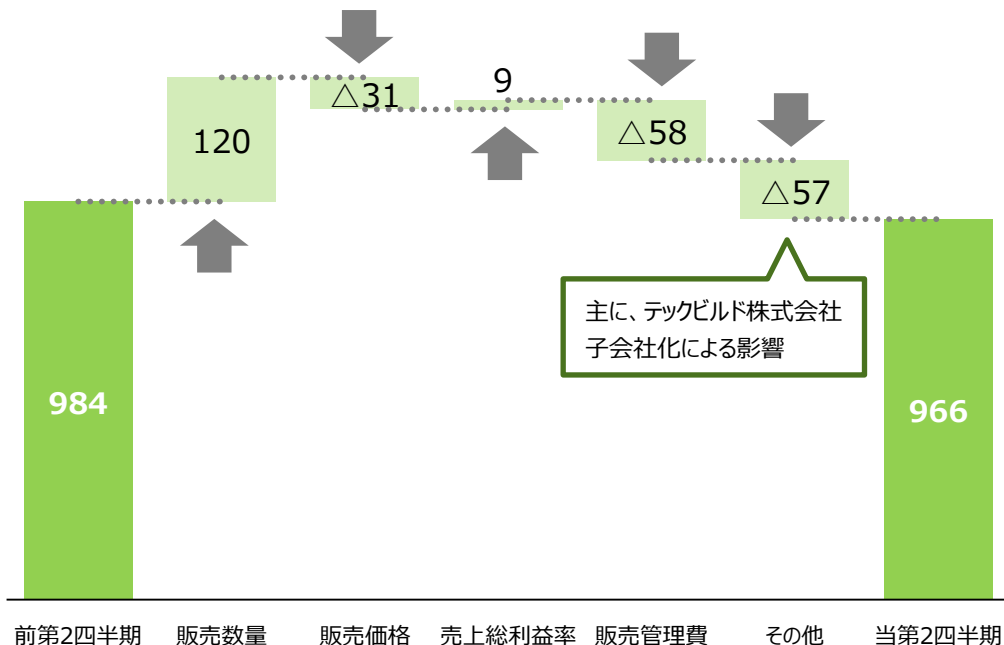 9
△31
△58
120
△57
主に、テックビルド株式会社
子会社化による影響
984
966
前第2四半期 販売数量 販売価格 売上総利益率 販売管理費 その他 当第2四半期